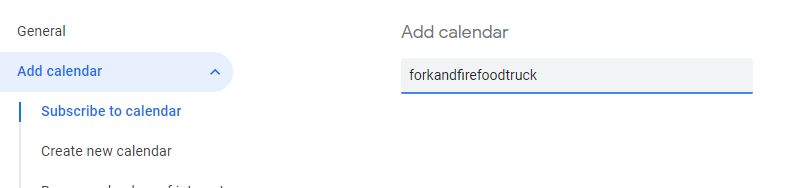 General
Add calendar
Add calendar
forkandfirefoodtruck
Subscribe to calendar
Create new calendar